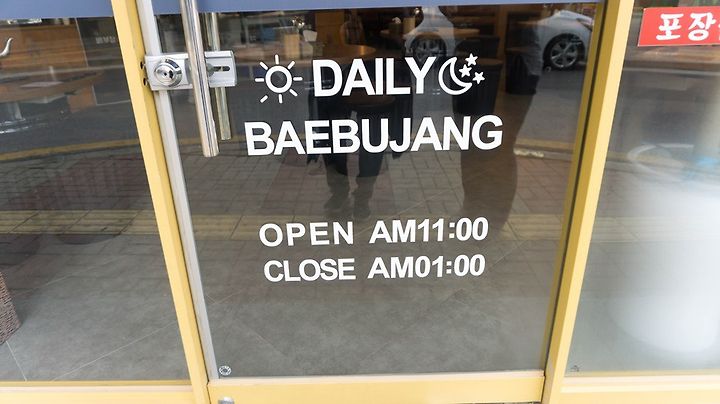 DAILY
BAEBUJANG
OPEN AM11:00
CLOSE AM01:00
포장